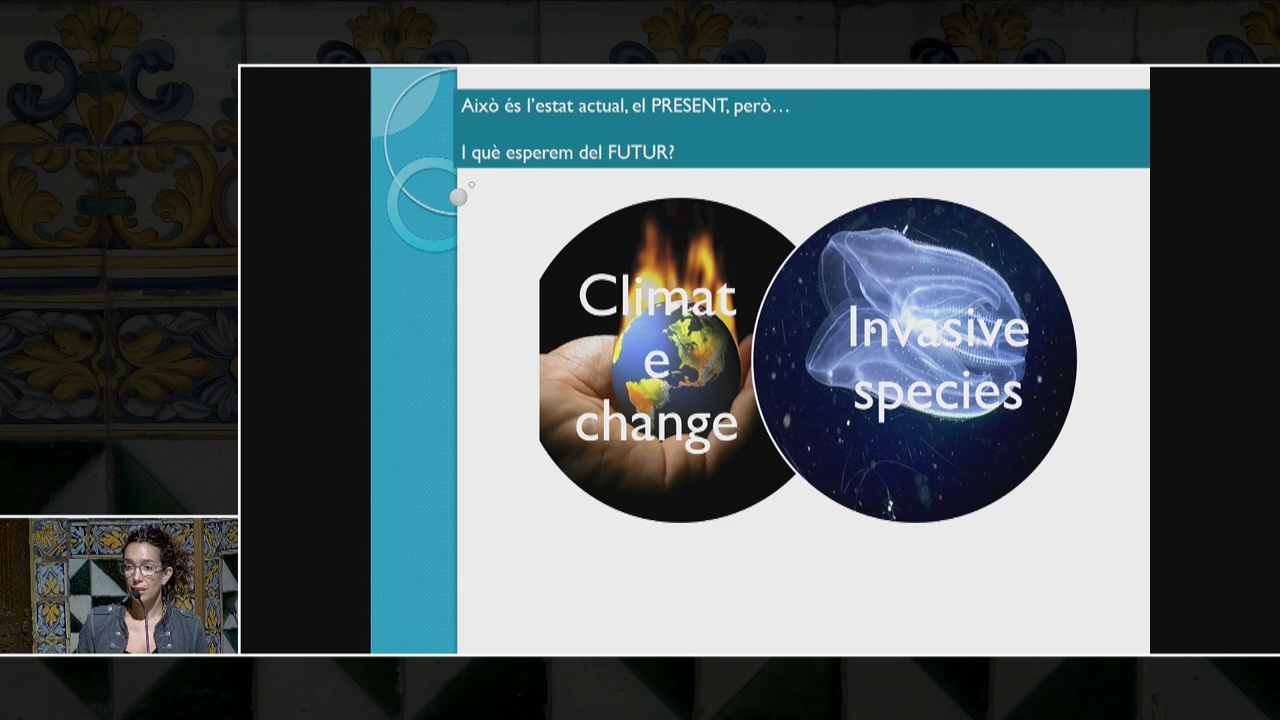 Això és l'estat actual, el PRESENT, però…
I què esperem del FUTUR?
Climat
e
change
Invasive
species